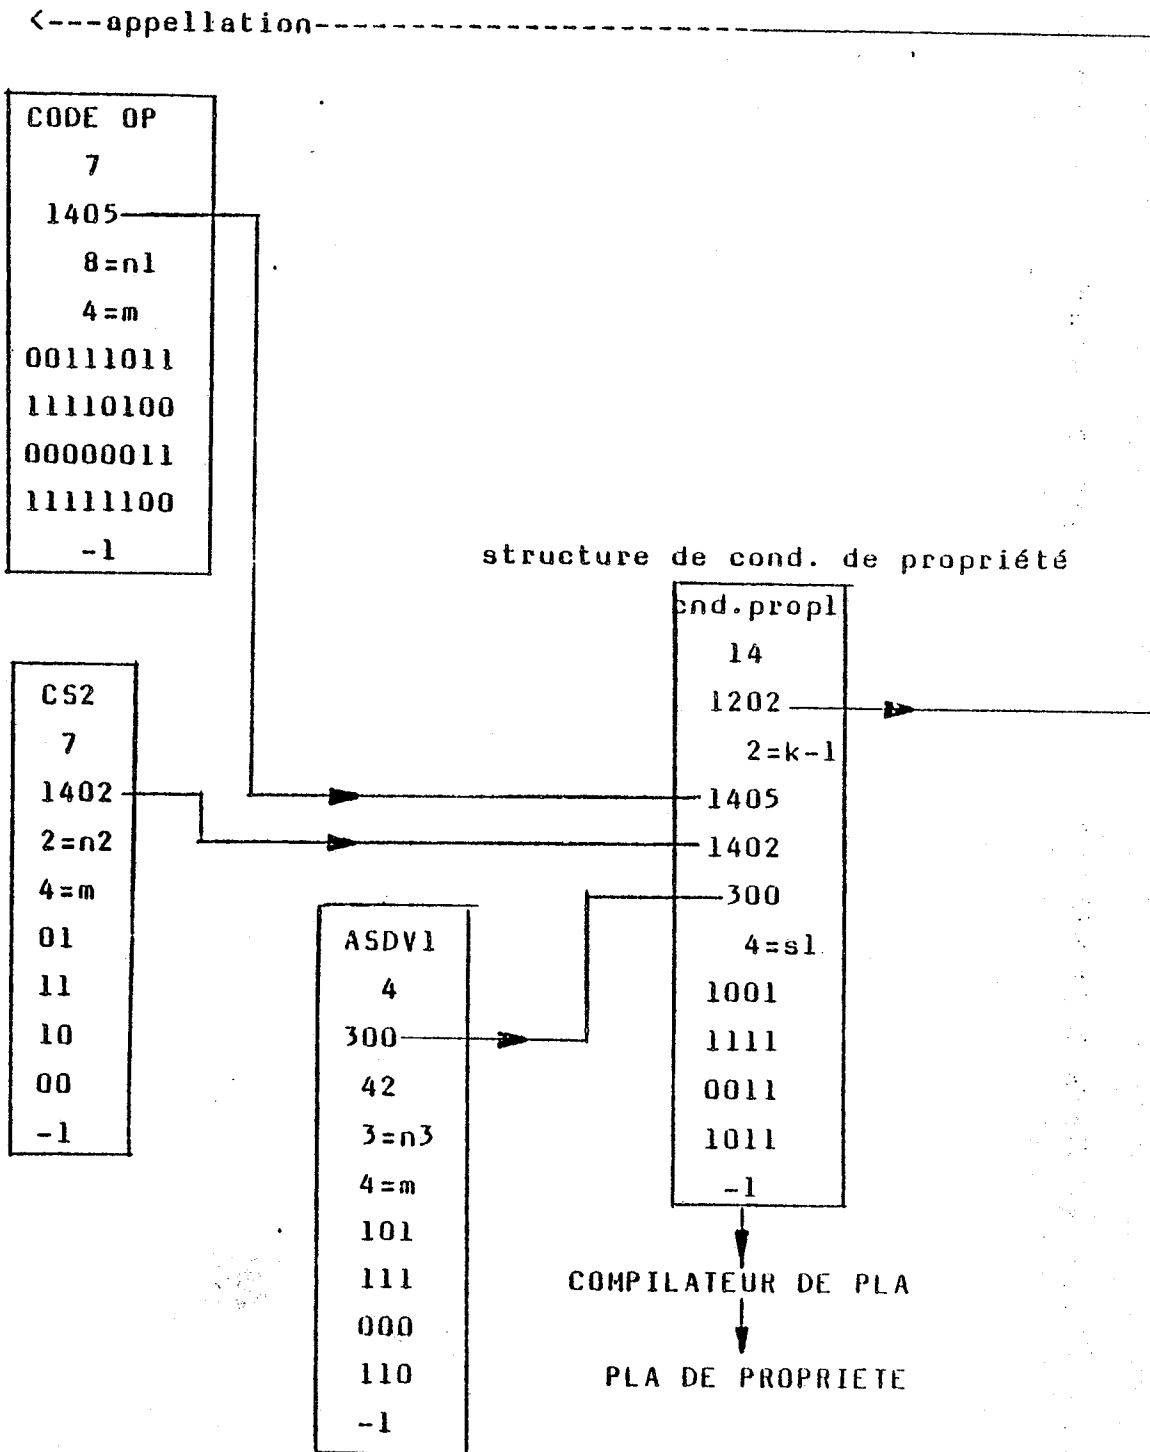 <---appellation-----------------------
CODE OP
7
1405
8=n1
4=m
00111011
11110100
00000011
11111100
-1
CS2
7
1402
2=n2
4=m
01
11
10
00
-1
ASDV1
4
300
42
3=n3
4=m
101
111
000
110
-1
structure de cond. de propriété
cnd.prop1
14
1202
2=k-1
1405
1402
300
4=s1
1001
1111
0011
1011
-1
COMPILATEUR DE PLA
PLA DE PROPRIETE